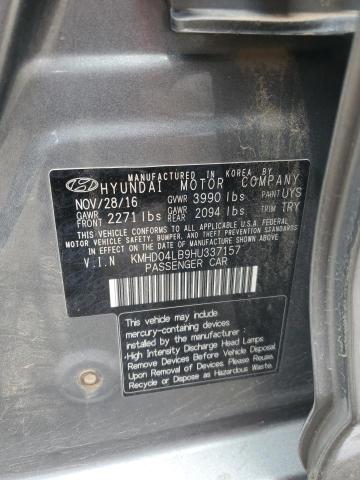 MANUFACTURED IN KOREA BY
HYUNDAI MOTOR COMPANY
NOV/28/16 GVWR 3990 lbs PAINT UYS
GAWR FRONT 2271 lbs GAWR REAR 2094 lbs TRIM TRY
THIS VEHICLE CONFORMS TO ALL APPLICABLE U.S. FEDERAL
MOTOR VEHICLE SAFETY, BUMPER, AND THEFT PREVENTION STANDARDS
IN EFFECT ON THE DATE OF MANUFACTURE SHOWN ABOVE.
V.I.N KMHD04LB9HU337157
PASSENGER CAR
This vehicle may include
mercury-containing devices
installed by the manufacturer:
• High Intensity Discharge Head Lamps
Remove Devices Before Vehicle Disposal.
Upon Removal of Devices, Please Reuse,
Recycle or Dispose as Hazardous Waste.